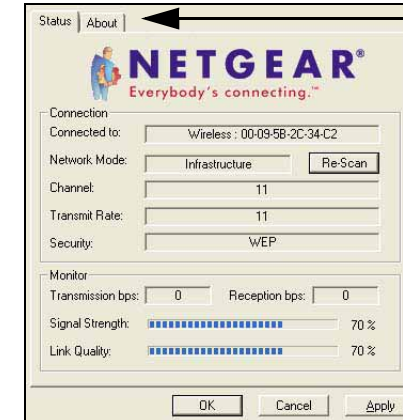 Status About
NETGEAR®
Everybody's connecting.™
Connection
Connected to: Wireless : 00-09-5B-2C-34-C2
Network Mode: Infrastructure Re-Scan
Channel: 11
Transmit Rate: 11
Security: WEP
Monitor
Transmission bps: 0 Reception bps: 0
Signal Strength: 70 %
Link Quality: 70 %
OK Cancel Apply